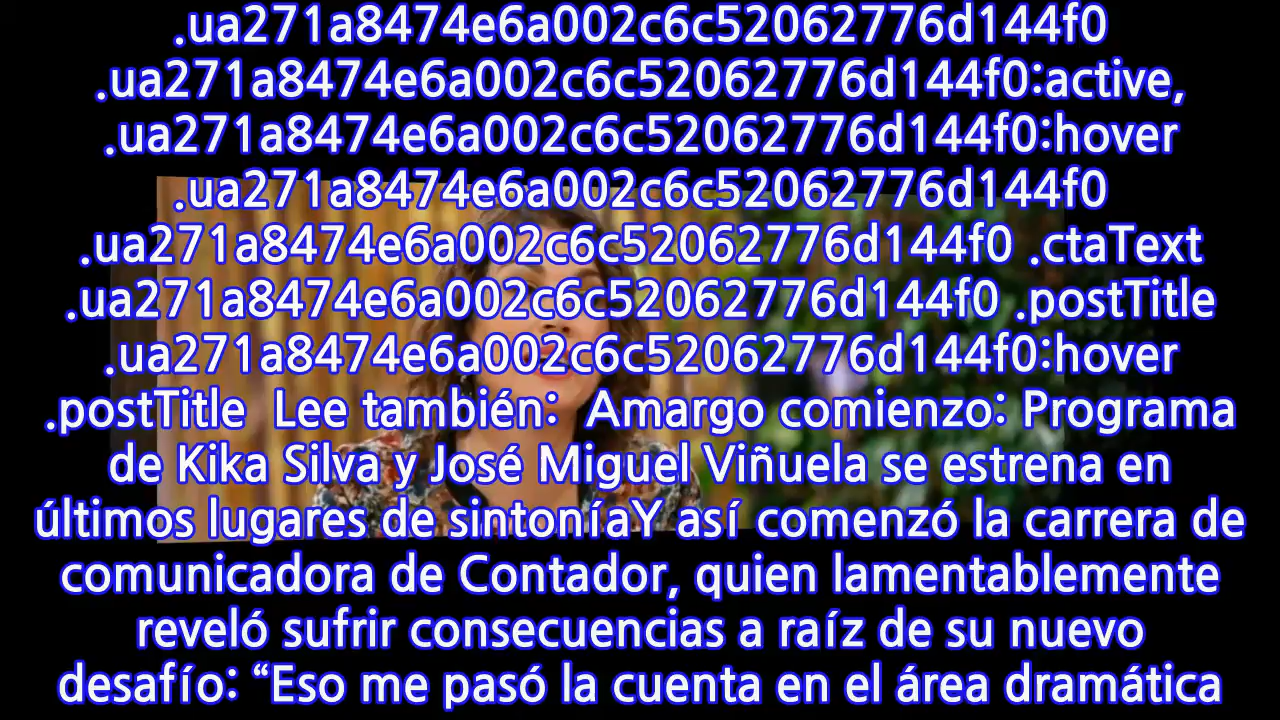 .ua271a8474e6a002c6c52062776d144f0
.ua271a8474e6a002c6c52062776d144f0:active,
.ua271a8474e6a002c6c52062776d144f0:hover
.ua271a8474e6a002c6c52062776d144f0
.ua271a8474e6a002c6c52062776d144f0 .ctaText
.ua271a8474e6a002c6c52062776d144f0 .postTitle
.ua271a8474e6a002c6c52062776d144f0:hover
.postTitle  Lee también:  Amargo comienzo: Programa
de Kika Silva y José Miguel Viñuela se estrena en
últimos lugares de sintoníaY así comenzó la carrera de
comunicadora de Contador, quien lamentablemente
reveló sufrir consecuencias a raíz de su nuevo
desafío: “Eso me pasó la cuenta en el área dramática